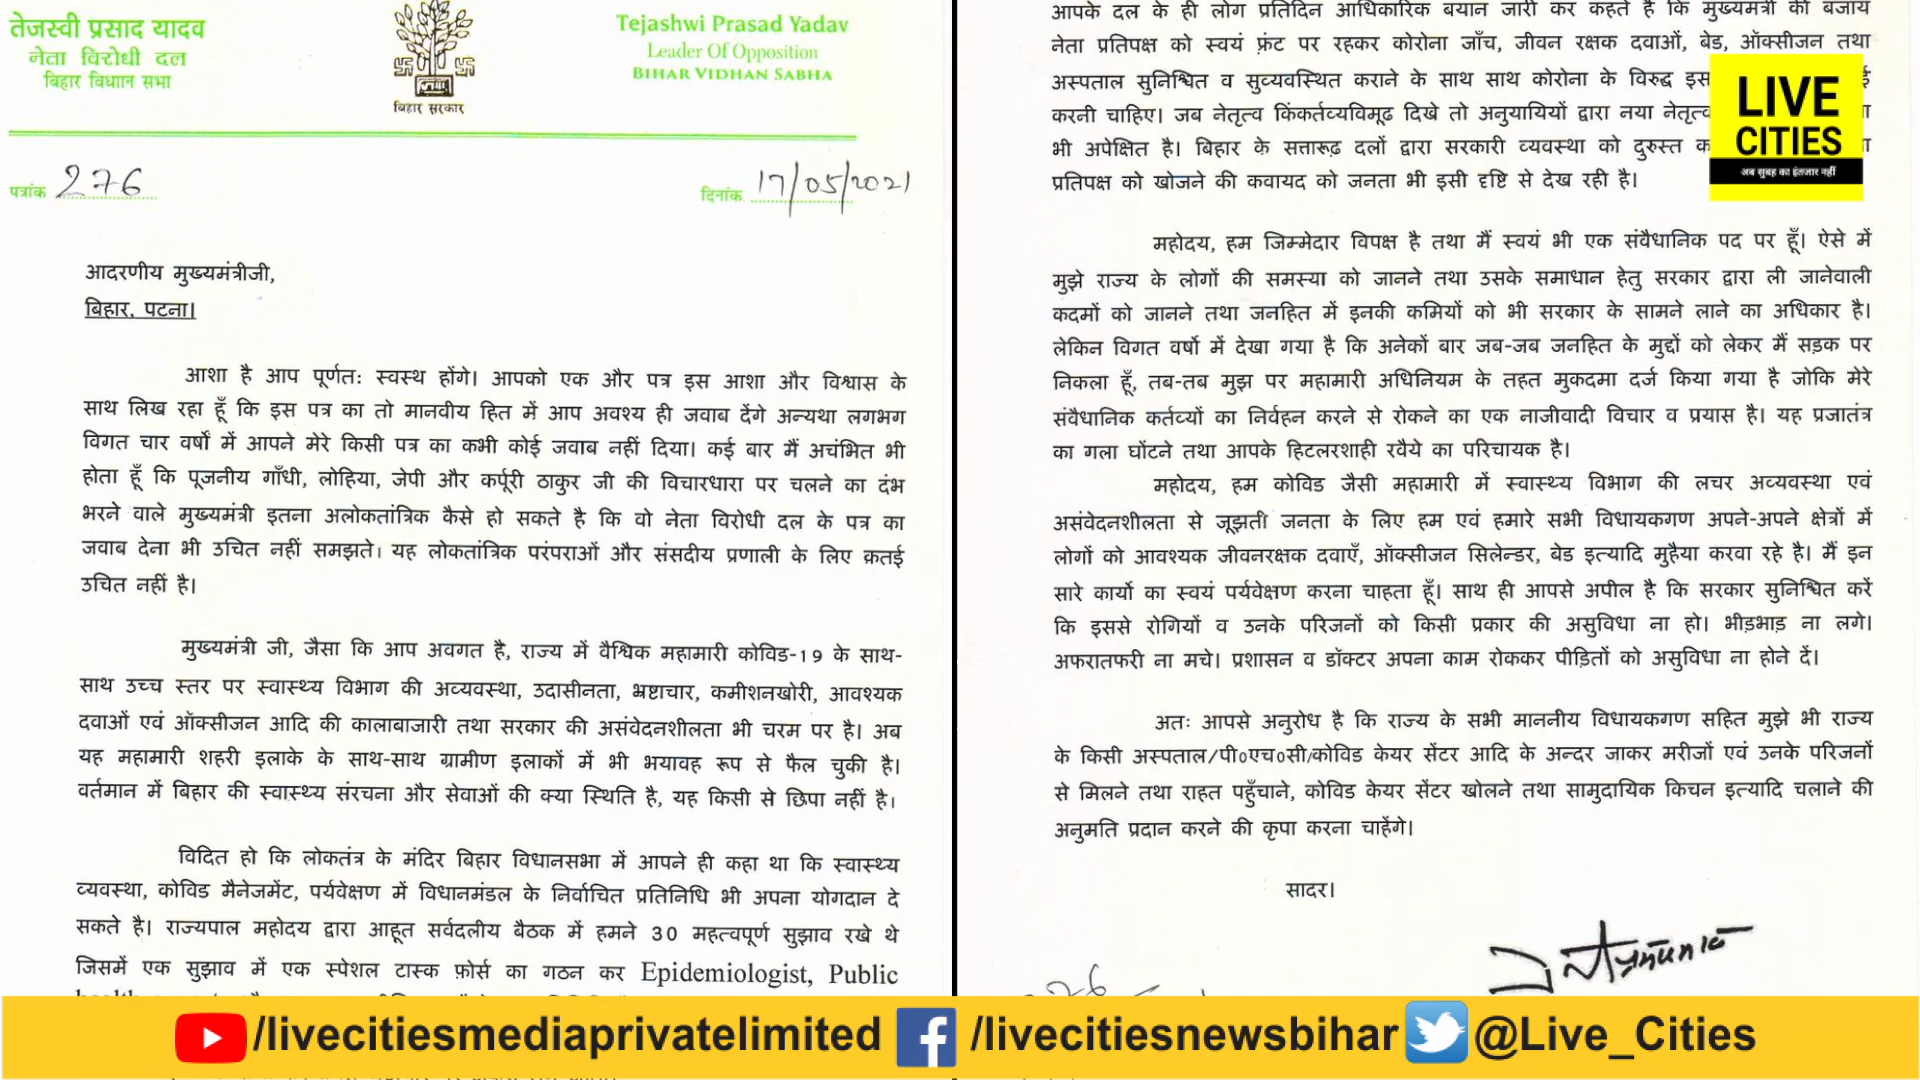 तेजस्वी प्रसाद यादव
नेता विरोधी दल
बिहार विधान सभा
बिहार सरकार
Tejashwi Prasad Yadav
Leader Of Opposition
BIHAR VIDHAN SABHA
पत्रांक 276
दिनांक 17/05/2021
आदरणीय मुख्यमंत्रीजी,
बिहार, पटना।
आशा है आप पूर्णतः स्वस्थ होंगे। आपको एक और पत्र इस आशा और विश्वास के
साथ लिख रहा हूँ कि इस पत्र का तो मानवीय हित में आप अवश्य ही जवाब देंगे अन्यथा लगभग
विगत चार वर्षों में आपने मेरे किसी पत्र का कभी कोई जवाब नहीं दिया। कई बार मैं अचंभित भी
होता हूँ कि पूजनीय गाँधी, लोहिया, जेपी और कर्पूरी ठाकुर जी की विचारधारा पर चलने का दंभ
भरने वाले मुख्यमंत्री इतना अलोकतांत्रिक कैसे हो सकते है कि वो नेता विरोधी दल के पत्र का
जवाब देना भी उचित नहीं समझते। यह लोकतांत्रिक परंपराओं और संसदीय प्रणाली के लिए क़तई
उचित नहीं है।
मुख्यमंत्री जी, जैसा कि आप अवगत है, राज्य में वैश्विक महामारी कोविड-19 के साथ-
साथ उच्च स्तर पर स्वास्थ्य विभाग की अव्यवस्था, उदासीनता, भ्रष्टाचार, कमीशनखोरी, आवश्यक
दवाओं एवं ऑक्सीजन आदि की कालाबाजारी तथा सरकार की असंवेदनशीलता भी चरम पर है। अब
यह महामारी शहरी इलाके के साथ-साथ ग्रामीण इलाकों में भी भयावह रूप से फैल चुकी है।
वर्तमान में बिहार की स्वास्थ्य संरचना और सेवाओं की क्या स्थिति है, यह किसी से छिपा नहीं है।
विदित हो कि लोकतंत्र के मंदिर बिहार विधानसभा में आपने ही कहा था कि स्वास्थ्य
व्यवस्था, कोविड मैनेजमेंट, पर्यवेक्षण में विधानमंडल के निर्वाचित प्रतिनिधि भी अपना योगदान दे
सकते है। राज्यपाल महोदय द्वारा आहूत सर्वदलीय बैठक में हमने 30 महत्वपूर्ण सुझाव रखे थे
जिसमें एक सुझाव में एक स्पेशल टास्क फ़ोर्स का गठन कर Epidemiologist, Public
आपके दल के ही लोग प्रतिदिन आधिकारिक बयान जारी कर कहते है कि मुख्यमंत्री की बजाय
नेता प्रतिपक्ष को स्वयं फ़्रंट पर रहकर कोरोना जाँच, जीवन रक्षक दवाओं, बेड, ऑक्सीजन तथा
अस्पताल सुनिश्चित व सुव्यवस्थित कराने के साथ साथ कोरोना के विरुद्ध इस
करनी चाहिए। जब नेतृत्व किंकर्तव्यविमूढ़ दिखे तो अनुयायियों द्वारा नया
भी अपेक्षित है। बिहार के सत्तारूढ़ दलों द्वारा सरकारी व्यवस्था को दुरुस्त
प्रतिपक्ष को खोजने की कवायद को जनता भी इसी दृष्टि से देख रही है।
महोदय, हम जिम्मेदार विपक्ष है तथा मैं स्वयं भी एक संवैधानिक पद पर हूँ। ऐसे में
मुझे राज्य के लोगों की समस्या को जानने तथा उसके समाधान हेतु सरकार द्वारा ली जानेवाली
कदमों को जानने तथा जनहित में इनकी कमियों को भी सरकार के सामने लाने का अधिकार है।
लेकिन विगत वर्षो में देखा गया है कि अनेकों बार जब-जब जनहित के मुद्दों को लेकर मैं सड़क पर
निकला हूँ, तब-तब मुझ पर महामारी अधिनियम के तहत मुकदमा दर्ज किया गया है जोकि मेरे
संवैधानिक कर्तव्यों का निर्वहन करने से रोकने का एक नाजीवादी विचार व प्रयास है। यह प्रजातंत्र
का गला घोंटने तथा आपके हिटलरशाही रवैये का परिचायक है।
महोदय, हम कोविड जैसी महामारी में स्वास्थ्य विभाग की लचर अव्यवस्था एवं
असंवेदनशीलता से जूझती जनता के लिए हम एवं हमारे सभी विधायकगण अपने-अपने क्षेत्रों में
लोगों को आवश्यक जीवनरक्षक दवाएँ, ऑक्सीजन सिलेन्डर, बेड इत्यादि मुहैया करवा रहे है। मैं इन
सारे कार्यो का स्वयं पर्यवेक्षण करना चाहता हूँ। साथ ही आपसे अपील है कि सरकार सुनिश्चित करें
कि इससे रोगियों व उनके परिजनों को किसी प्रकार की असुविधा ना हो। भीड़भाड़ ना लगे।
अफरातफरी ना मचे। प्रशासन व डॉक्टर अपना काम रोककर पीड़ितों को असुविधा ना होने दें।
अतः आपसे अनुरोध है कि राज्य के सभी माननीय विधायकगण सहित मुझे भी राज्य
के किसी अस्पताल/पी०एच०सी/कोविड केयर सेंटर आदि के अन्दर जाकर मरीजों एवं उनके परिजनों
से मिलने तथा राहत पहुँचाने, कोविड केयर सेंटर खोलने तथा सामुदायिक किचन इत्यादि चलाने की
अनुमति प्रदान करने की कृपा करना चाहेंगे।
सादर।
LIVE
CITIES
अब सुबह का इंतजार नहीं
/livecitiesmediaprivatelimited
/livecitiesnewsbihar
@Live_Cities